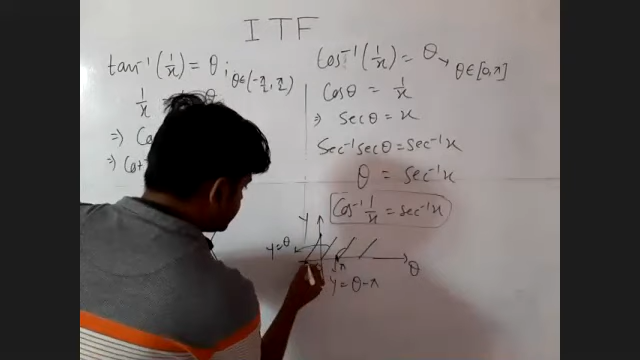 ITF
tan⁻¹(1/x) = θ ; θ∈(-π/2, π/2)
1/x
⇒
⇒ Cot
Cos⁻¹(1/x) = θ → θ∈[0,π]
Cosθ = 1/x
⇒ Secθ = x
Sec⁻¹secθ = sec⁻¹x
θ = sec⁻¹x
Cos⁻¹ 1/x = sec⁻¹x
Y
Y=θ
π
θ
Y = θ-π